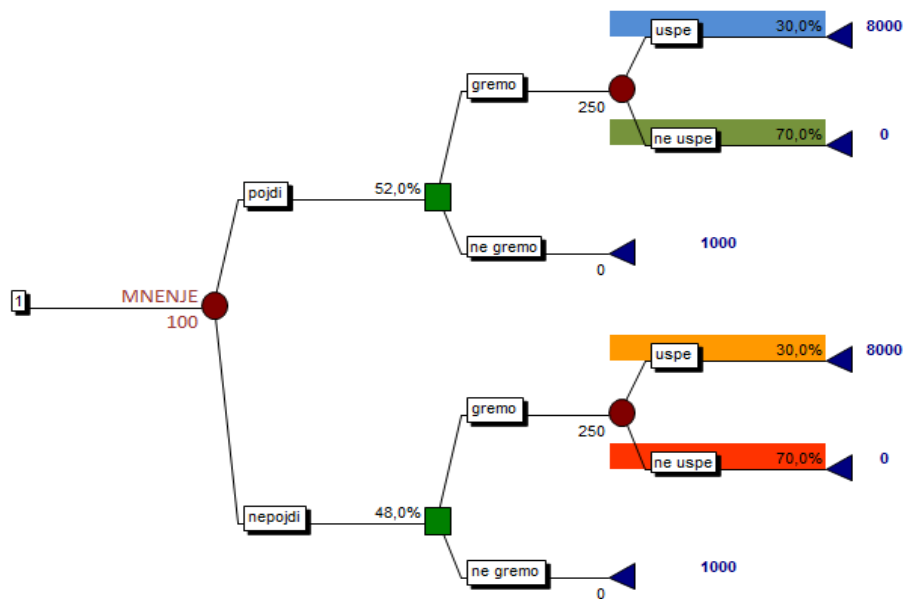 uspe 30,0% 8000
gremo
250
ne uspe 70,0% 0
pojdi 52,0%
ne gremo 1000
0
1 MNENJE
100
uspe 30,0% 8000
gremo
250
ne uspe 70,0% 0
nepojdi 48,0%
ne gremo 1000
0